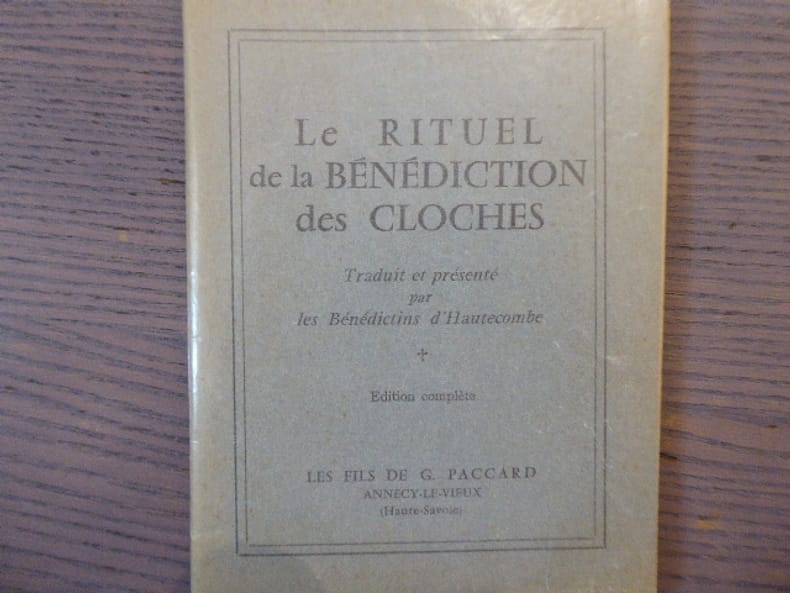 Le RITUEL
de la BÉNÉDICTION
des CLOCHES
Traduit et présenté
par
les Bénédictins d'Hautecombe
Edition complète
LES FILS DE G. PACCARD
ANNECY-LE-VIEUX
(Haute-Savoie)